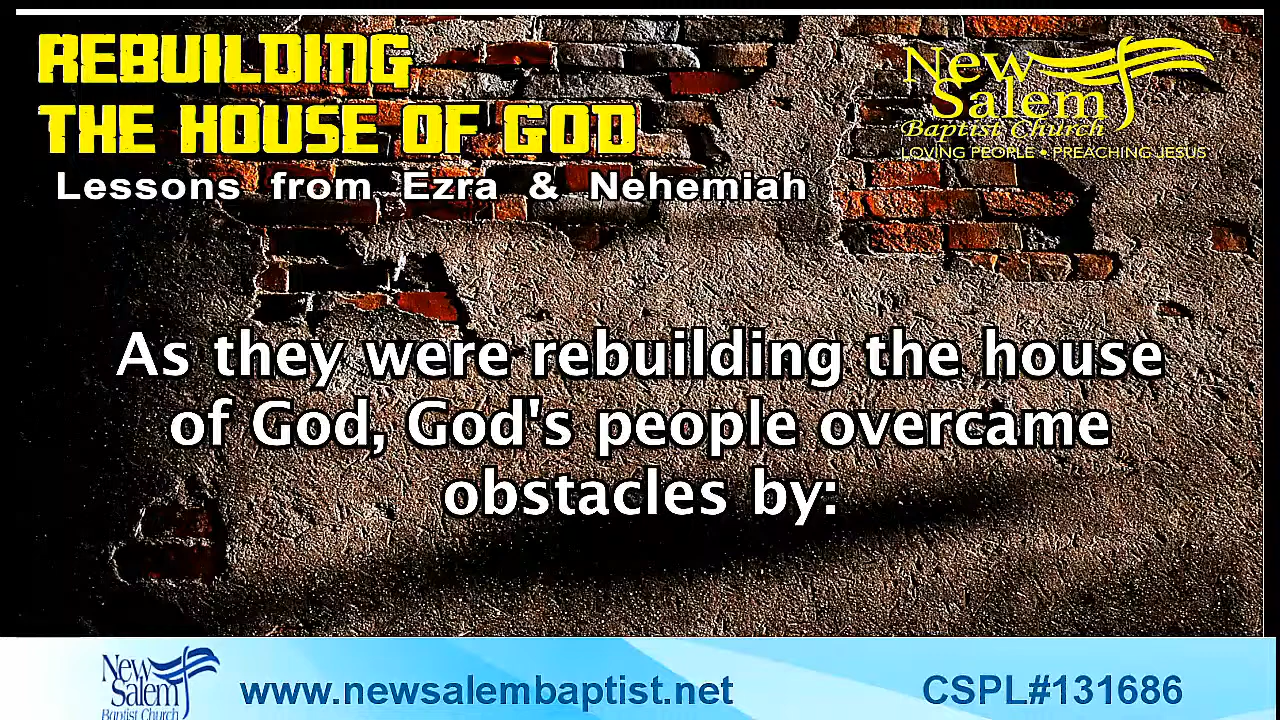 REBUILDING
THE HOUSE OF GOD
Lessons from Ezra & Nehemiah
New
Salem
Baptist Church
LOVING PEOPLE • PREACHING JESUS
As they were rebuilding the house
of God, God's people overcame
obstacles by:
New
Salem
Baptist Church
www.newsalembaptist.net
CSPL#131686